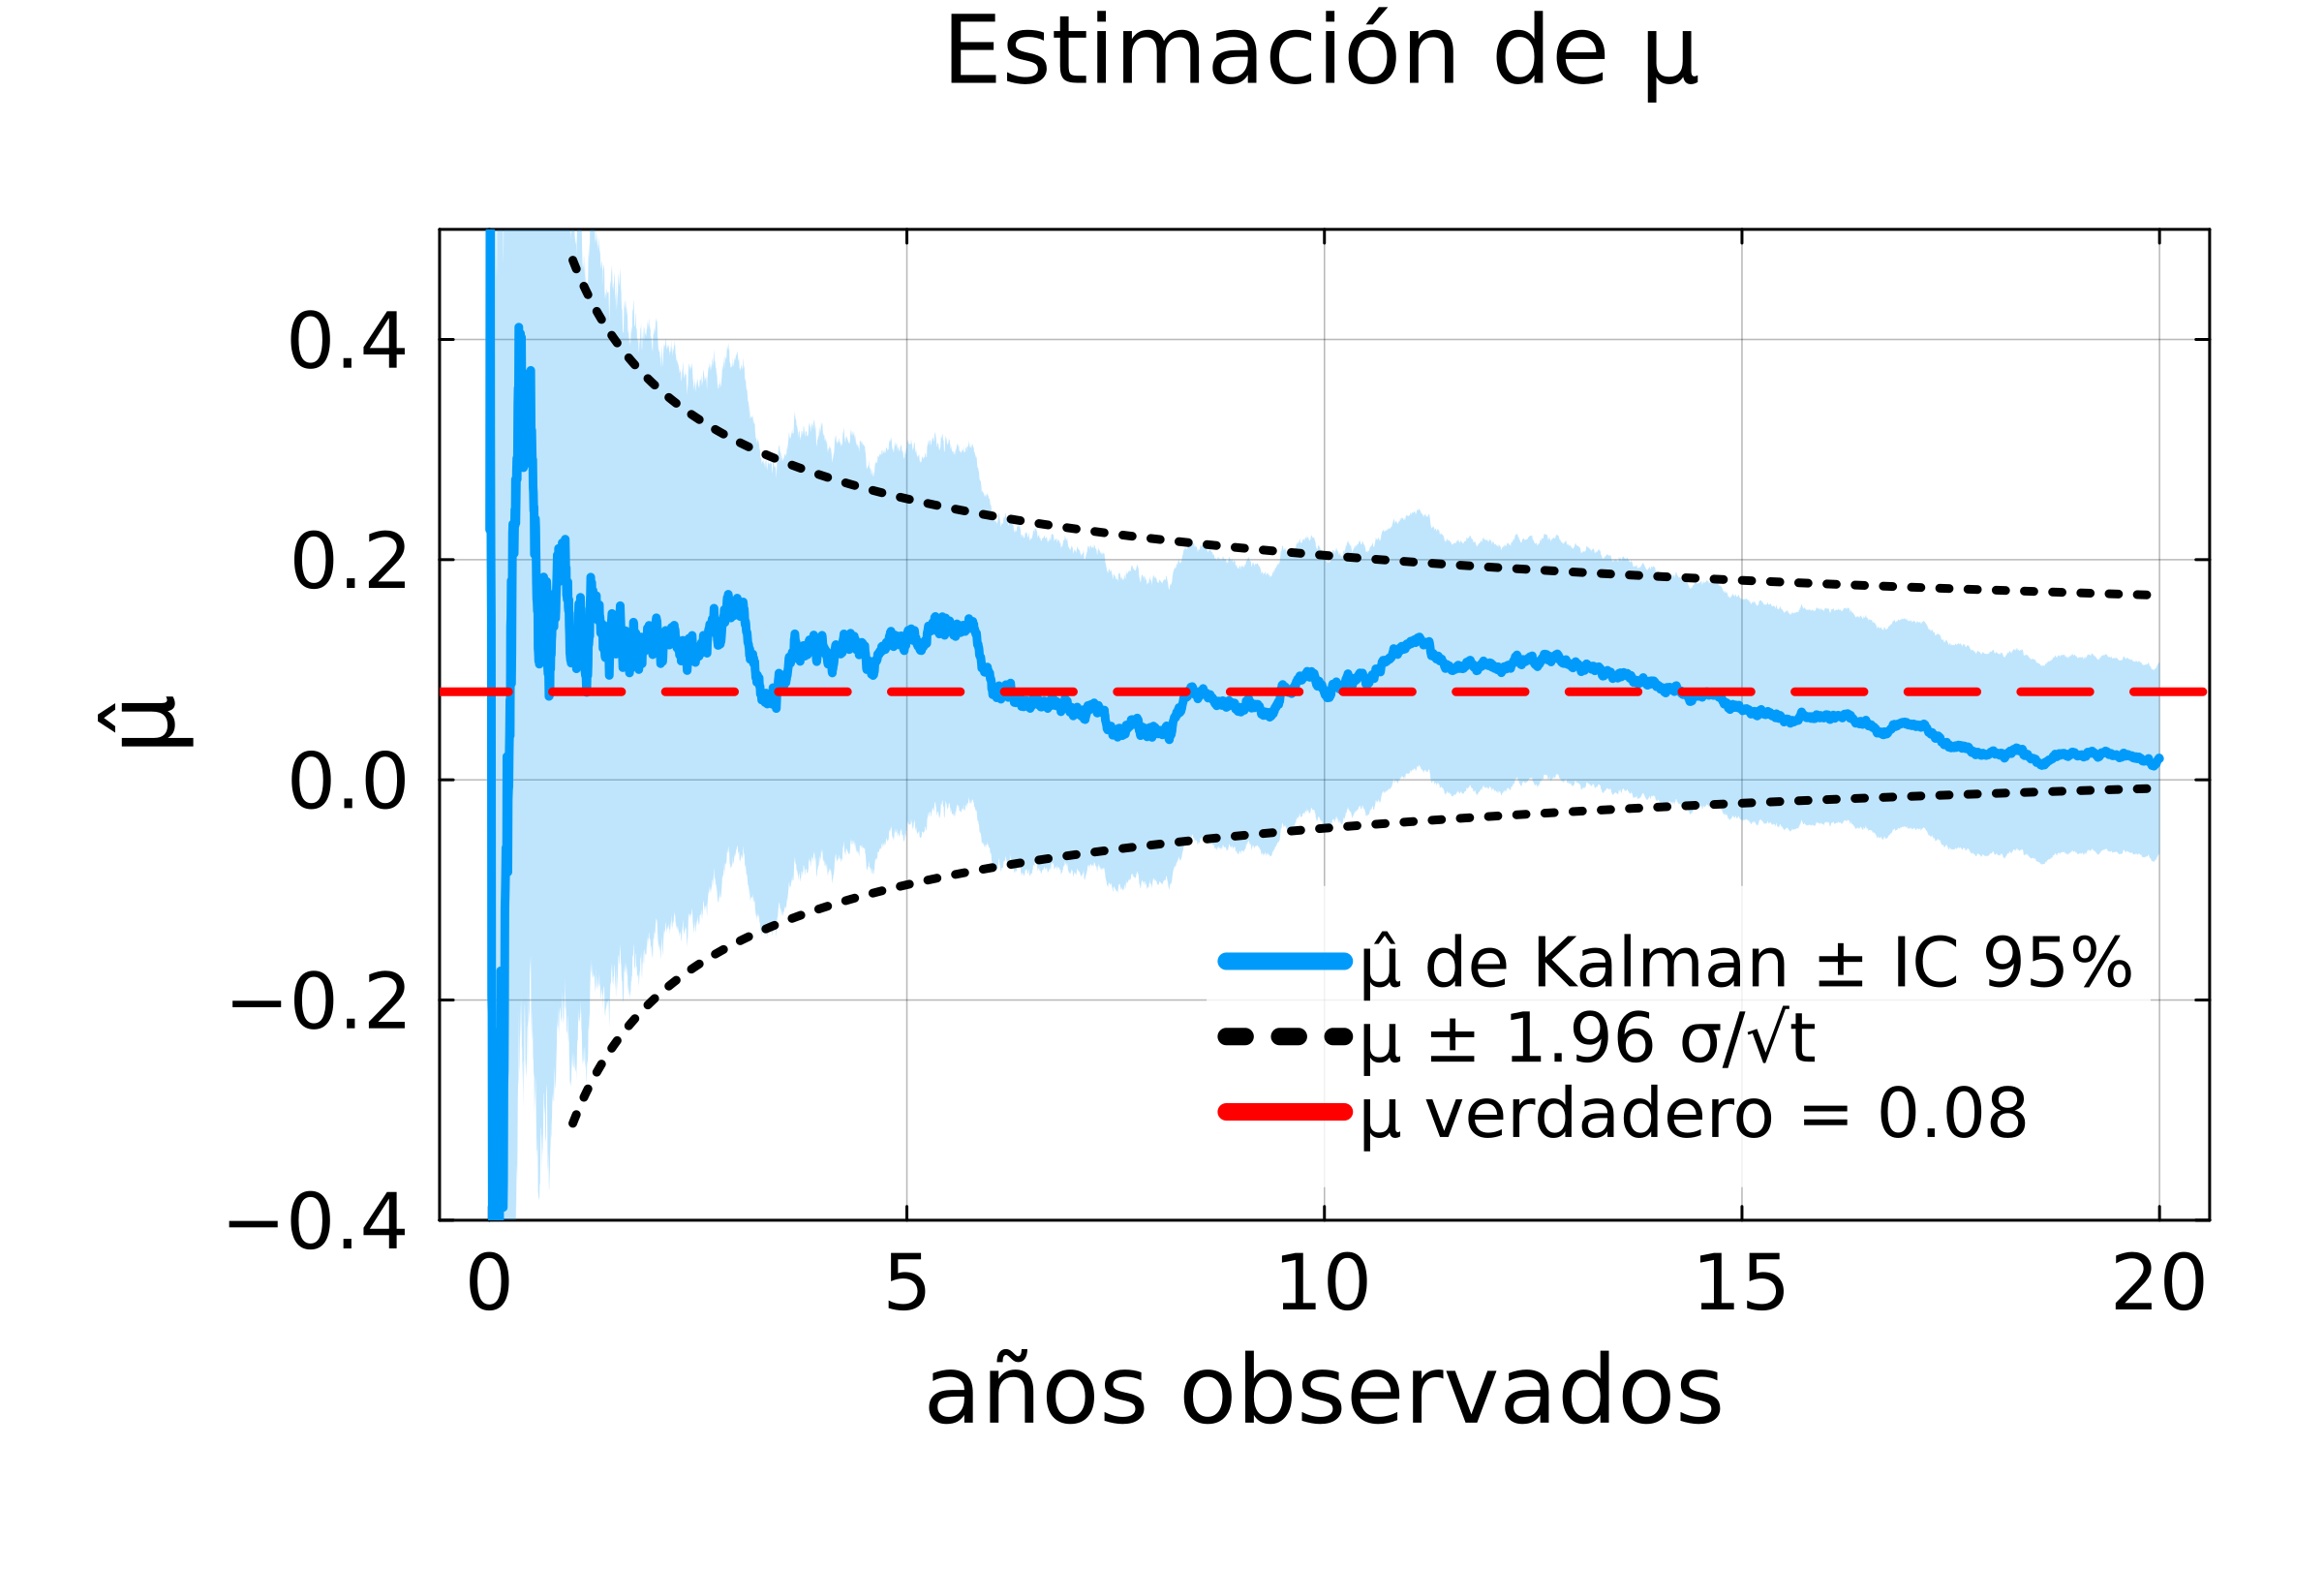 Estimación de μ
μ̂
0.4
0.2
0.0
−0.2
−0.4
0
5
10
15
20
años observados
μ̂ de Kalman ± IC 95%
μ ± 1.96 σ/√t
μ verdadero = 0.08